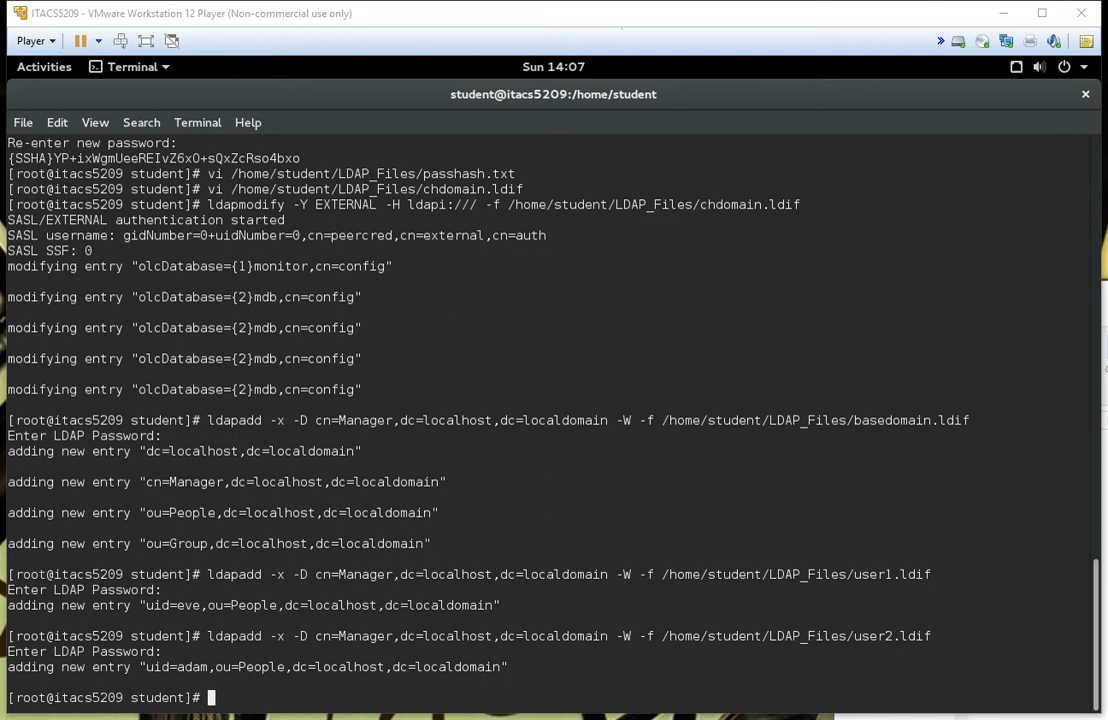 ITACS5209 - VMware Workstation 12 Player (Non-commercial use only)
Player
Activities Terminal Sun 14:07
student@itacs5209:/home/student
File Edit View Search Terminal Help
Re-enter new password:
{SSHA}YP+ixWgmUeeREIvZ6xO+sQxZcRso4bxo
[root@itacs5209 student]# vi /home/student/LDAP_Files/passhash.txt
[root@itacs5209 student]# vi /home/student/LDAP_Files/chdomain.ldif
[root@itacs5209 student]# ldapmodify -Y EXTERNAL -H ldapi:/// -f /home/student/LDAP_Files/chdomain.ldif
SASL/EXTERNAL authentication started
SASL username: gidNumber=0+uidNumber=0,cn=peercred,cn=external,cn=auth
SASL SSF: 0
modifying entry "olcDatabase={1}monitor,cn=config"
modifying entry "olcDatabase={2}mdb,cn=config"
modifying entry "olcDatabase={2}mdb,cn=config"
modifying entry "olcDatabase={2}mdb,cn=config"
modifying entry "olcDatabase={2}mdb,cn=config"
[root@itacs5209 student]# ldapadd -x -D cn=Manager,dc=localhost,dc=localdomain -W -f /home/student/LDAP_Files/basedomain.ldif
Enter LDAP Password:
adding new entry "dc=localhost,dc=localdomain"
adding new entry "cn=Manager,dc=localhost,dc=localdomain"
adding new entry "ou=People,dc=localhost,dc=localdomain"
adding new entry "ou=Group,dc=localhost,dc=localdomain"
[root@itacs5209 student]# ldapadd -x -D cn=Manager,dc=localhost,dc=localdomain -W -f /home/student/LDAP_Files/user1.ldif
Enter LDAP Password:
adding new entry "uid=eve,ou=People,dc=localhost,dc=localdomain"
[root@itacs5209 student]# ldapadd -x -D cn=Manager,dc=localhost,dc=localdomain -W -f /home/student/LDAP_Files/user2.ldif
Enter LDAP Password:
adding new entry "uid=adam,ou=People,dc=localhost,dc=localdomain"
[root@itacs5209 student]#